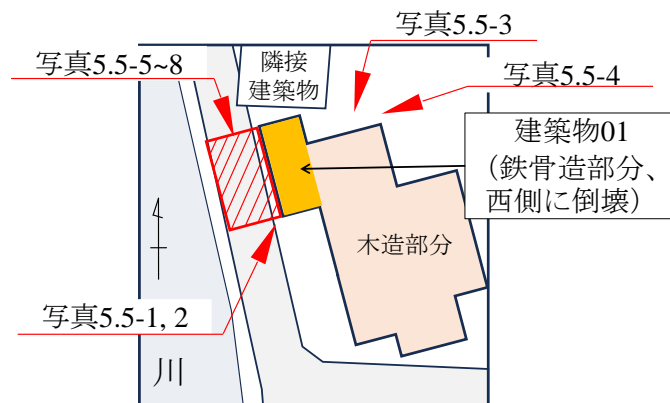 写真5.5-3
写真5.5-5~8
隣接
建築物
写真5.5-4
建築物01
（鉄骨造部分、
西側に倒壊）
木造部分
写真5.5-1, 2
川